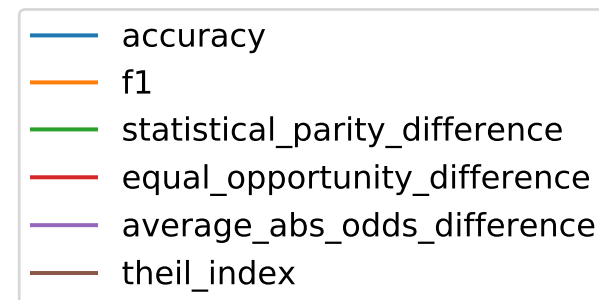 accuracy
f1
statistical_parity_difference
equal_opportunity_difference
average_abs_odds_difference
theil_index